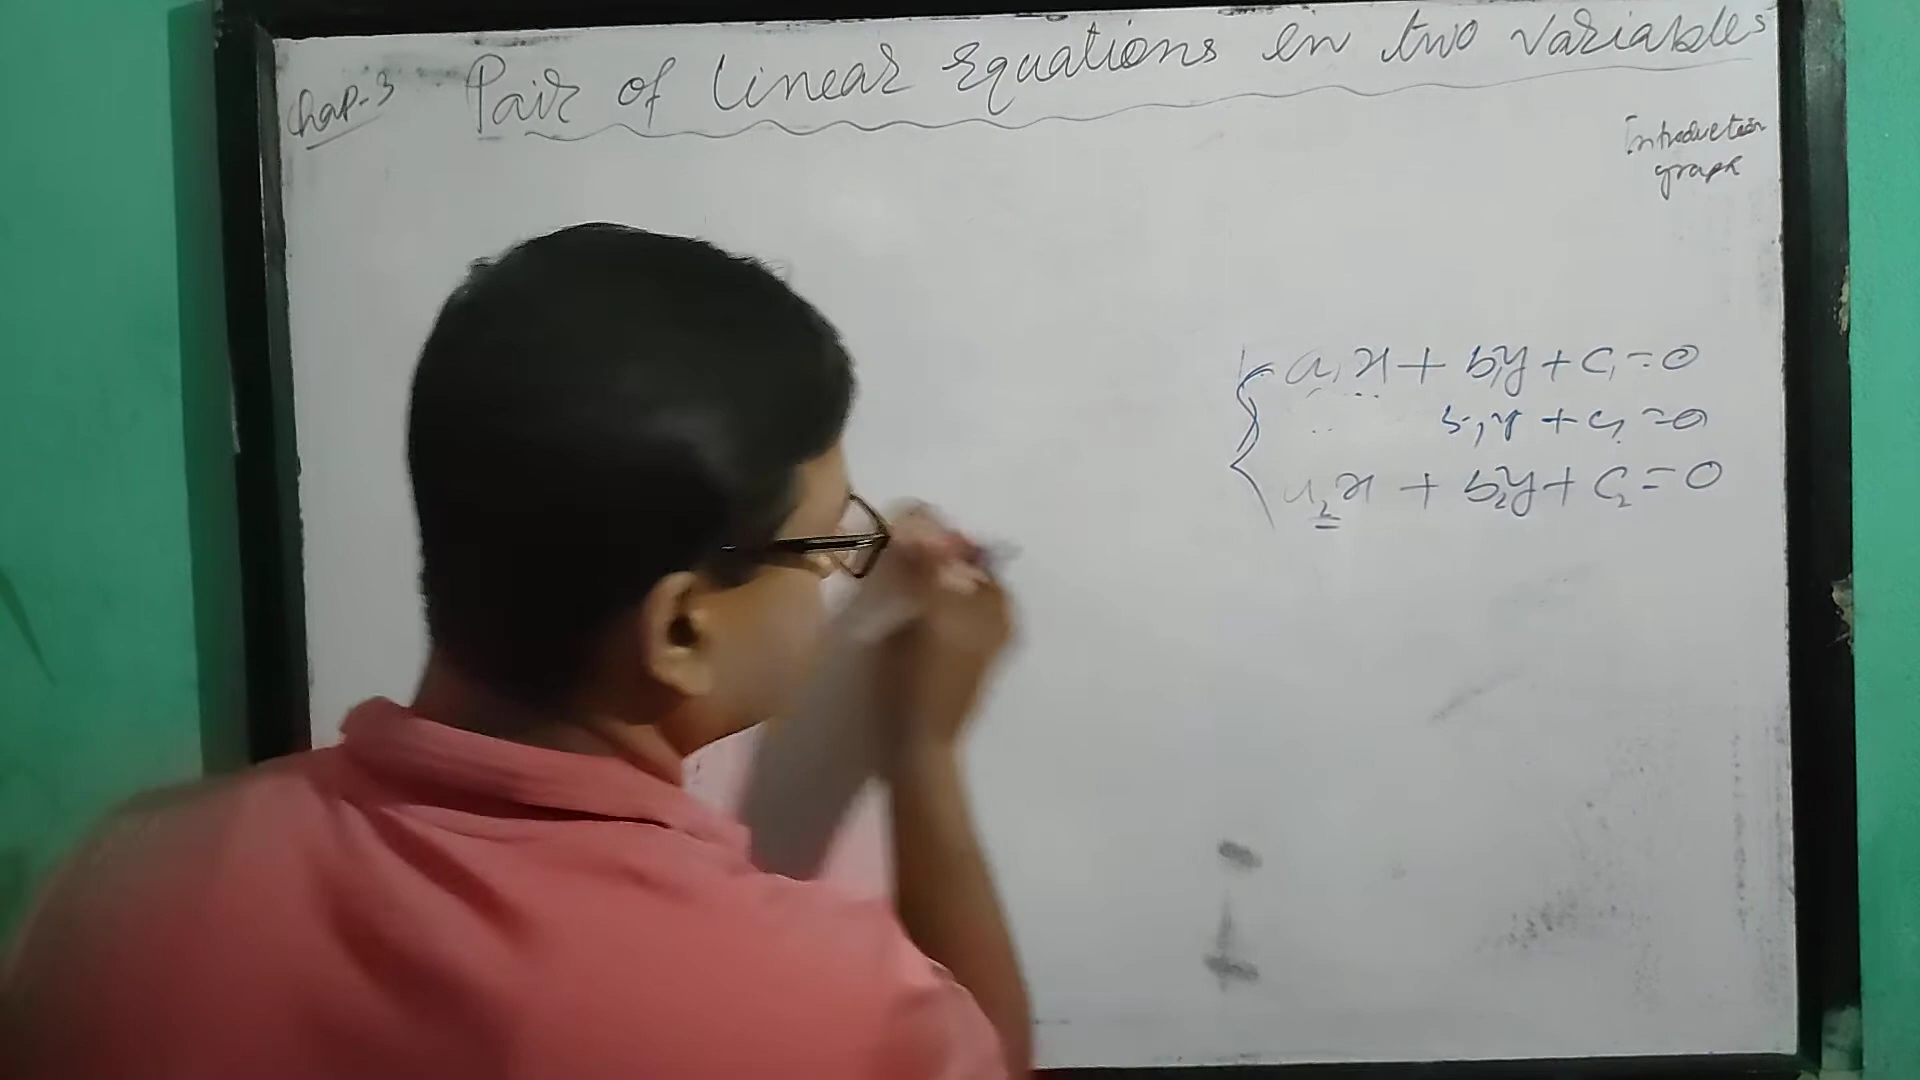 Chap-3 Pair of Linear Equations in two variables
Introduction
graph
a₁x + b₁y + c₁ = 0
b₁y + c₁ = 0
a₂x + b₂y + c₂ = 0